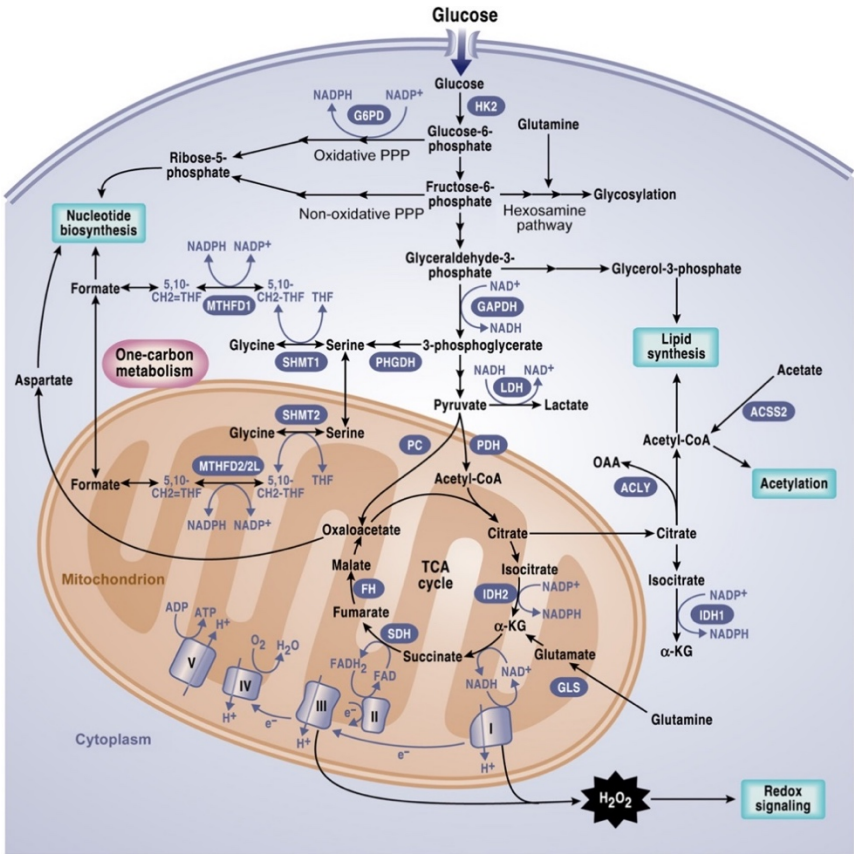 Glucose
Glucose
HK2
NADPH
NADP+
G6PD
Glucose-6-
phosphate
Oxidative PPP
Glutamine
Ribose-5-
phosphate
Fructose-6-
phosphate
Non-oxidative PPP
Hexosamine
pathway
Glycosylation
Nucleotide
biosynthesis
NADPH
NADP+
Glyceraldehyde-3-
phosphate
Glycerol-3-phosphate
Formate
5,10-
CH2=THF
MTHFD1
5,10-
CH2-THF
THF
NAD+
GAPDH
NADH
Glycine
SHMT1
Serine
PHGDH
3-phosphoglycerate
Lipid
synthesis
One-carbon
metabolism
Aspartate
NADH
LDH
NAD+
Acetate
Pyruvate
Lactate
ACSS2
SHMT2
Glycine
Serine
PC
PDH
Acetyl-CoA
MTHFD2/2L
OAA
Formate
5,10-
CH2=THF
5,10-
CH2-THF
THF
Acetyl-CoA
ACLY
Acetylation
NADPH
NADP+
Oxaloacetate
Citrate
Citrate
Malate
TCA
cycle
Isocitrate
Isocitrate
Mitochondrion
FH
IDH2
NADP+
NADPH
NADP+
IDH1
NADPH
Fumarate
α-KG
α-KG
ADP
ATP
H+
O2
H2O
SDH
Succinate
Glutamate
FADH2
FAD
NADH
NAD+
GLS
V
IV
III
II
I
e–
Glutamine
H+
e–
H+
e–
H+
Cytoplasm
H2O2
Redox
signaling